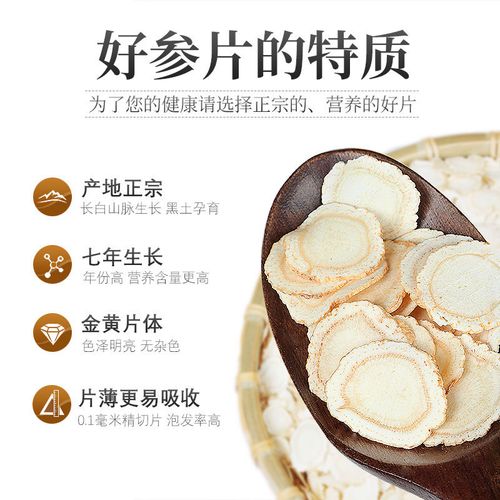 好参片的特质
为了您的健康请选择正宗的、营养的好片
产地正宗
长白山脉生长 黑土孕育
七年生长
年份高 营养含量更高
金黄片体
色泽明亮 无杂色
片薄更易吸收
0.1毫米精切片 泡发率高